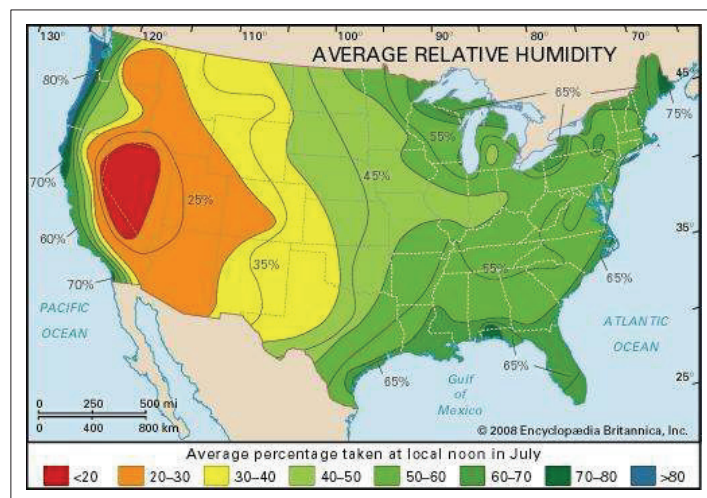 130° 120° 110° 100° 90° 80° 70°
AVERAGE RELATIVE HUMIDITY
80%
65%
45°
75%
55%
45%
70%
25%
60%
35%
35°
55%
65%
70%
PACIFIC
OCEAN
ATLANTIC
OCEAN
65%
65%
25°
Gulf
of
Mexico
0 250 500 mi
0 400 800 km
© 2008 Encyclopædia Britannica, Inc.
Average percentage taken at local noon in July
<20 20–30 30–40 40–50 50–60 60–70 70–80 >80